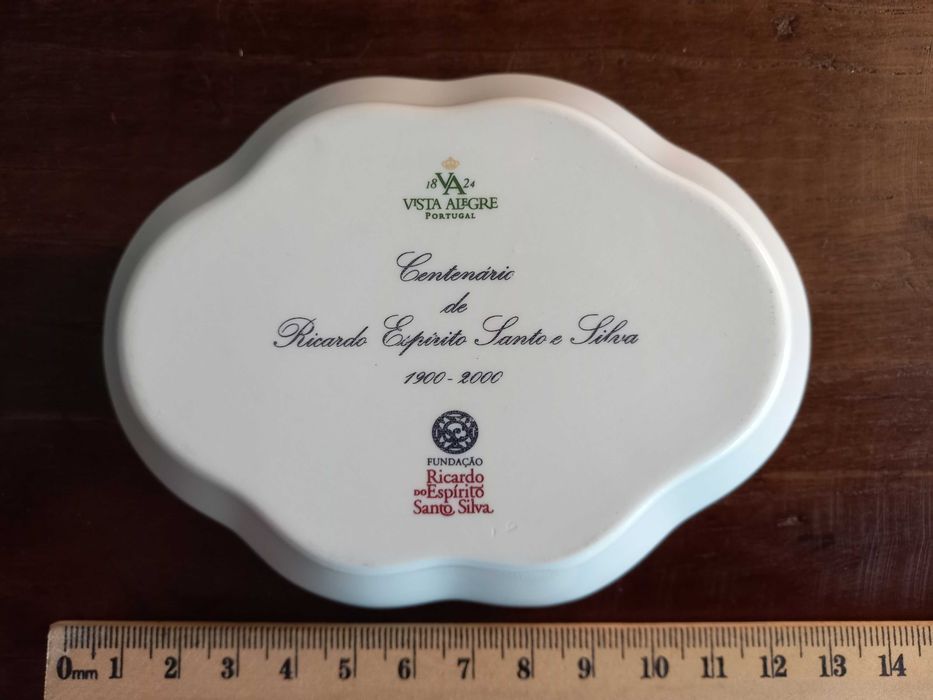 18 VA 24
VISTA ALEGRE
PORTUGAL
Centenário
de
Ricardo Espírito Santo e Silva
1900 - 2000
FUNDAÇÃO
Ricardo
DO Espírito
Santo Silva
0mm 1 2 3 4 5 6 7 8 9 10 11 12 13 14